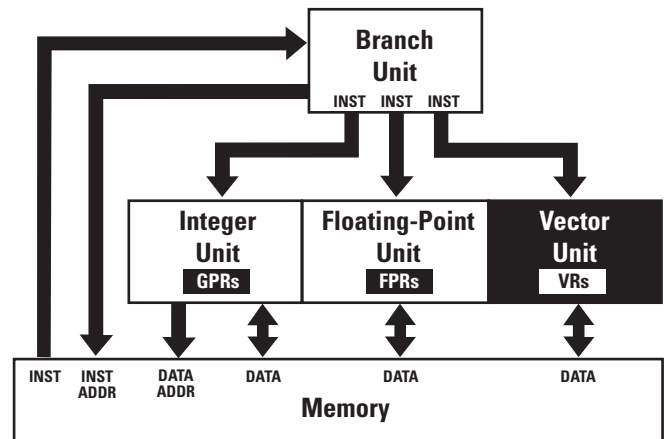 Branch
Unit
INST INST INST
Integer
Unit
GPRs
Floating-Point
Unit
FPRs
Vector
Unit
VRs
INST
INST
ADDR
DATA
ADDR
DATA
DATA
DATA
Memory